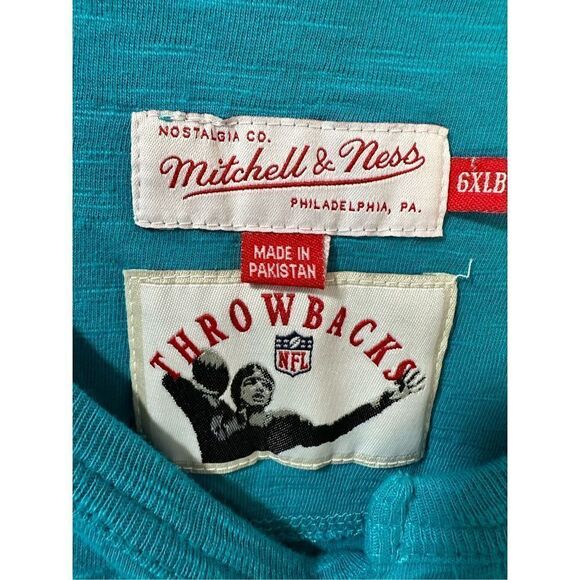 NOSTALGIA CO.
Mitchell & Ness
PHILADELPHIA, PA.
6XLB
MADE IN
PAKISTAN
THROWBACKS
NFL